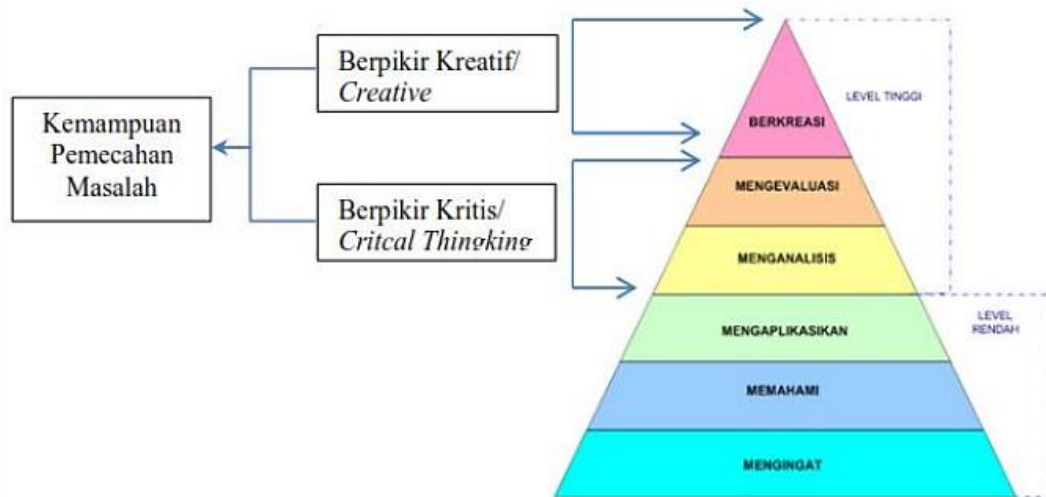 Kemampuan
Pemecahan
Masalah
Berpikir Kreatif/
Creative
Berpikir Kritis/
Critcal Thingking
BERKREASI
MENGEVALUASI
MENGANALISIS
MENGAPLIKASIKAN
MEMAHAMI
MENGINGAT
LEVEL TINGGI
LEVEL
RENDAH